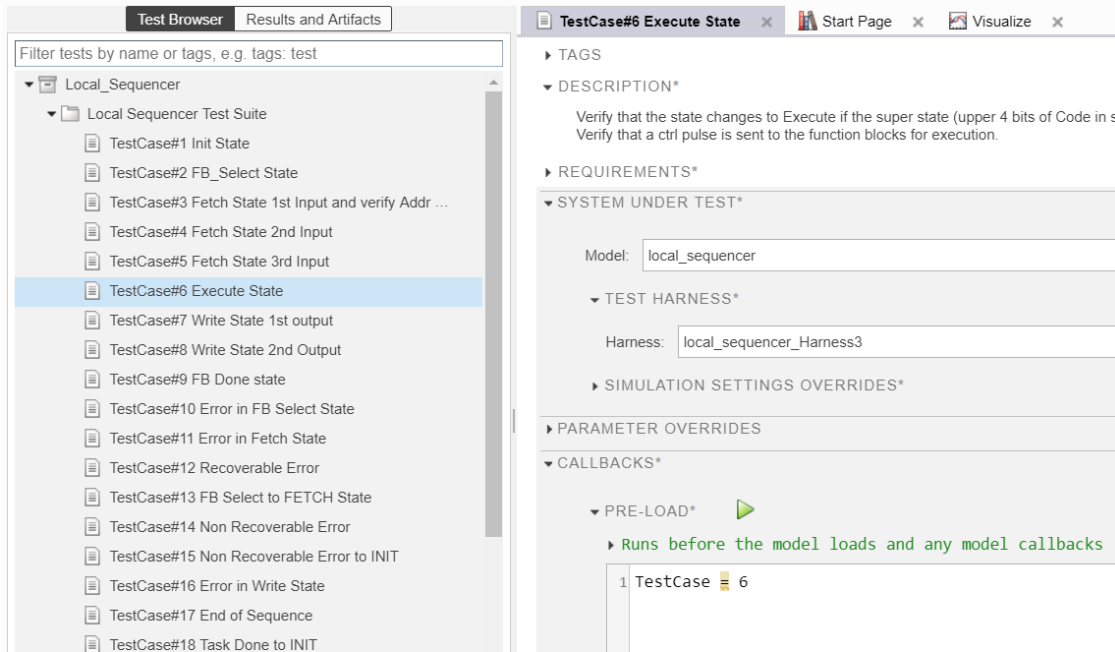 Test Browser
Results and Artifacts
Filter tests by name or tags, e.g. tags: test
Local_Sequencer
Local Sequencer Test Suite
TestCase#1 Init State
TestCase#2 FB_Select State
TestCase#3 Fetch State 1st Input and verify Addr ...
TestCase#4 Fetch State 2nd Input
TestCase#5 Fetch State 3rd Input
TestCase#6 Execute State
TestCase#7 Write State 1st output
TestCase#8 Write State 2nd Output
TestCase#9 FB Done state
TestCase#10 Error in FB Select State
TestCase#11 Error in Fetch State
TestCase#12 Recoverable Error
TestCase#13 FB Select to FETCH State
TestCase#14 Non Recoverable Error
TestCase#15 Non Recoverable Error to INIT
TestCase#16 Error in Write State
TestCase#17 End of Sequence
TestCase#18 Task Done to INIT
TestCase#6 Execute State
Start Page
Visualize
TAGS
DESCRIPTION*
Verify that the state changes to Execute if the super state (upper 4 bits of Code in s
Verify that a ctrl pulse is sent to the function blocks for execution.
REQUIREMENTS*
SYSTEM UNDER TEST*
Model: local_sequencer
TEST HARNESS*
Harness: local_sequencer_Harness3
SIMULATION SETTINGS OVERRIDES*
PARAMETER OVERRIDES
CALLBACKS*
PRE-LOAD*
Runs before the model loads and any model callbacks
1 TestCase = 6